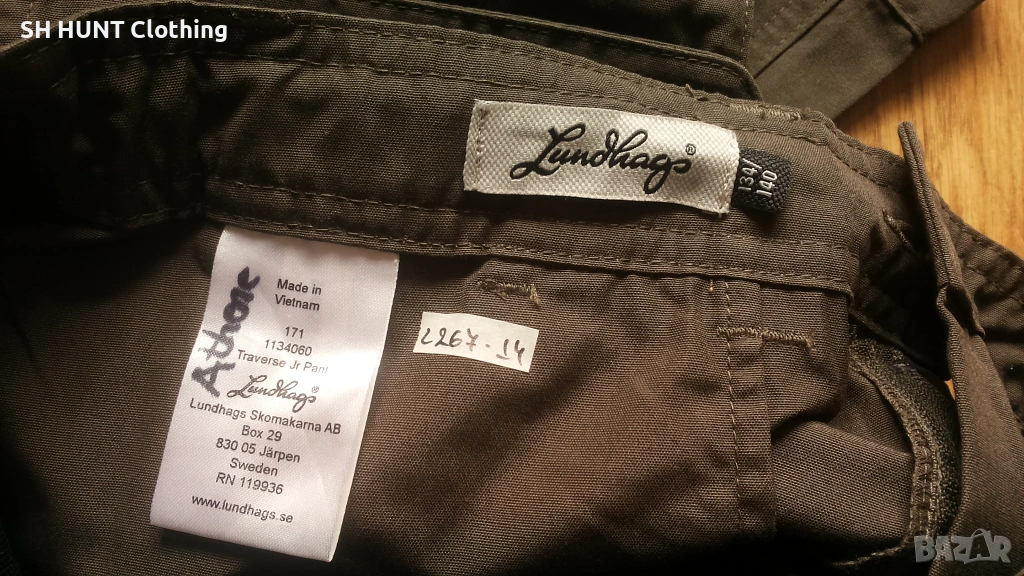 SH HUNT Clothing
Lundhags®
134/
140
Made in
Vietnam
171
1134060
Traverse Jr Pant
Lundhags®
Lundhags Skomakarna AB
Box 29
830 05 Järpen
Sweden
RN 119936
www.lundhags.se
2267-14
BAZAR